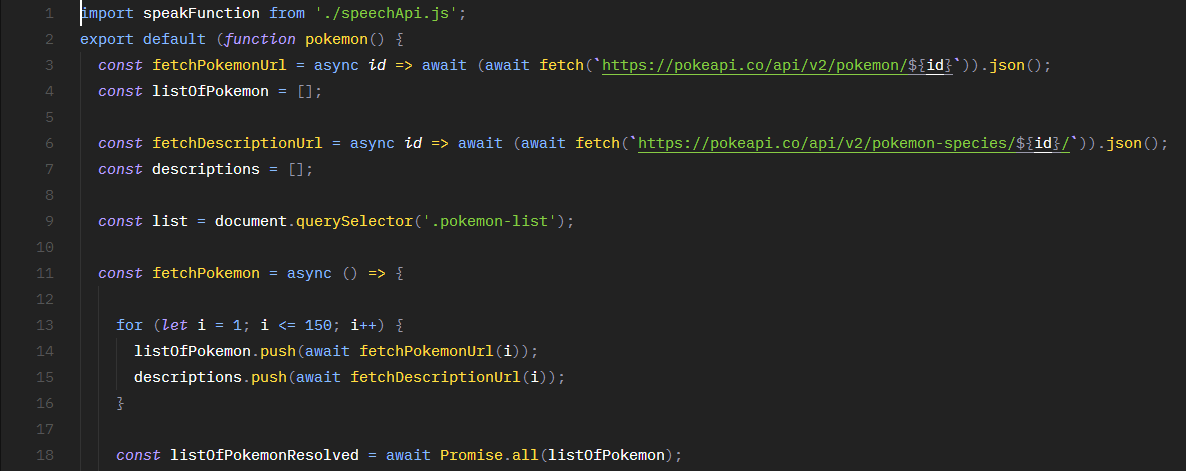 1 import speakFunction from './speechApi.js';
2 export default (function pokemon() {
3 const fetchPokemonUrl = async id => await (await fetch(`https://pokeapi.co/api/v2/pokemon/${id}`)).json();
4 const listOfPokemon = [];
5
6 const fetchDescriptionUrl = async id => await (await fetch(`https://pokeapi.co/api/v2/pokemon-species/${id}/`)).json();
7 const descriptions = [];
8
9 const list = document.querySelector('.pokemon-list');
10
11 const fetchPokemon = async () => {
12
13 for (let i = 1; i <= 150; i++) {
14 listOfPokemon.push(await fetchPokemonUrl(i));
15 descriptions.push(await fetchDescriptionUrl(i));
16 }
17
18 const listOfPokemonResolved = await Promise.all(listOfPokemon);